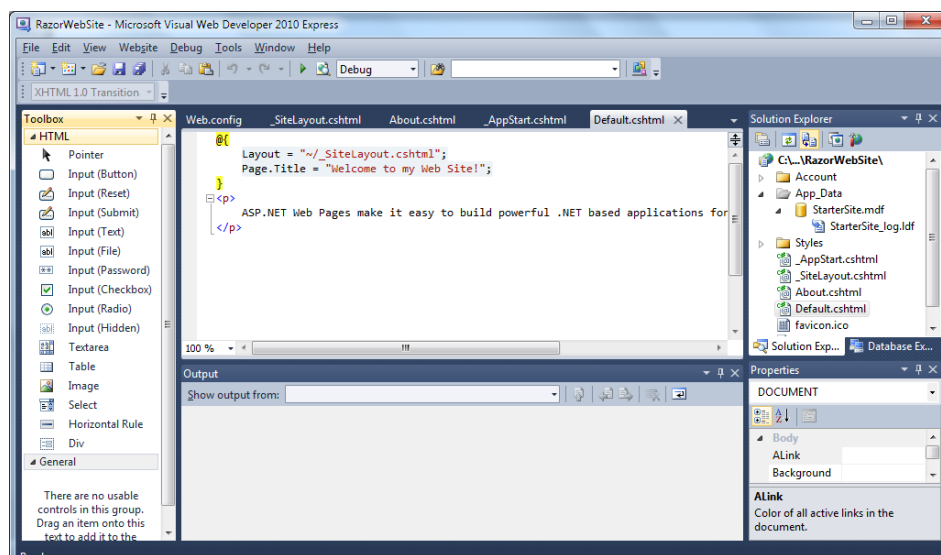 RazorWebSite - Microsoft Visual Web Developer 2010 Express
File Edit View Website Debug Tools Window Help
Debug
XHTML 1.0 Transition
Toolbox
HTML
Pointer
Input (Button)
Input (Reset)
Input (Submit)
Input (Text)
Input (File)
Input (Password)
Input (Checkbox)
Input (Radio)
Input (Hidden)
Textarea
Table
Image
Select
Horizontal Rule
Div
General
There are no usable
controls in this group.
Drag an item onto this
text to add it to the
Web.config _SiteLayout.cshtml About.cshtml _AppStart.cshtml Default.cshtml
@{
Layout = "~/_SiteLayout.cshtml";
Page.Title = "Welcome to my Web Site!";
}
<p>
ASP.NET Web Pages make it easy to build powerful .NET based applications for
</p>
100 %
Output
Show output from:
Solution Explorer
C:\...\RazorWebSite\
Account
App_Data
StarterSite.mdf
StarterSite_log.ldf
Styles
_AppStart.cshtml
_SiteLayout.cshtml
About.cshtml
Default.cshtml
favicon.ico
Solution Exp... Database Ex...
Properties
DOCUMENT
Body
ALink
Background
ALink
Color of all active links in the
document.